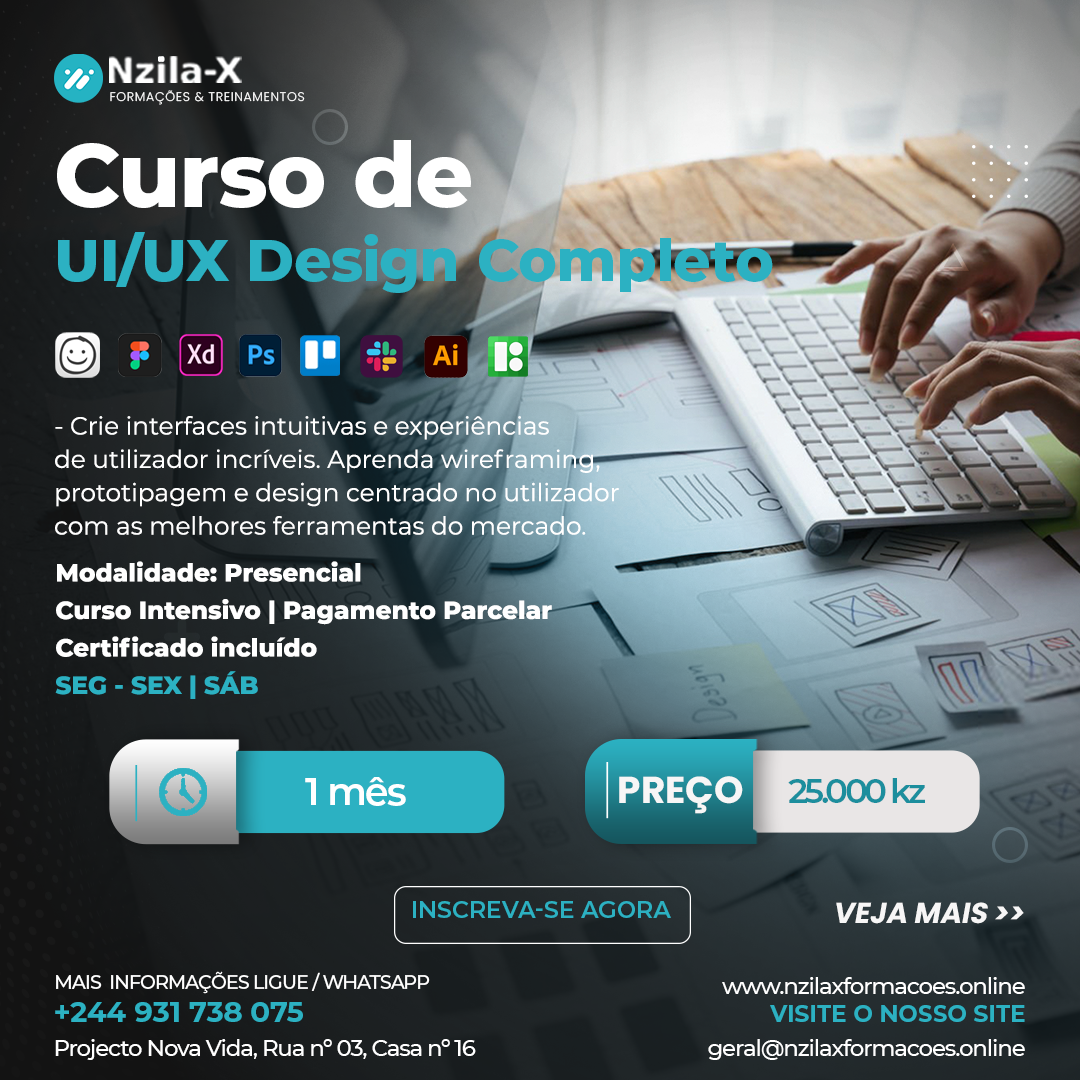 Nzila-X
FORMAÇÕES & TREINAMENTOS
Curso de
UI/UX Design Completo
Xd
Ps
Ai
- Crie interfaces intuitivas e experiências
de utilizador incríveis. Aprenda wireframing,
prototipagem e design centrado no utilizador
com as melhores ferramentas do mercado.
Modalidade: Presencial
Curso Intensivo | Pagamento Parcelar
Certificado incluído
SEG - SEX | SÁB
Design
1 mês
PREÇO
25.000 kz
INSCREVA-SE AGORA
VEJA MAIS >>
MAIS  INFORMAÇÕES LIGUE / WHATSAPP
+244 931 738 075
Projecto Nova Vida, Rua nº 03, Casa nº 16
www.nzilaxformacoes.online
VISITE O NOSSO SITE
geral@nzilaxformacoes.online